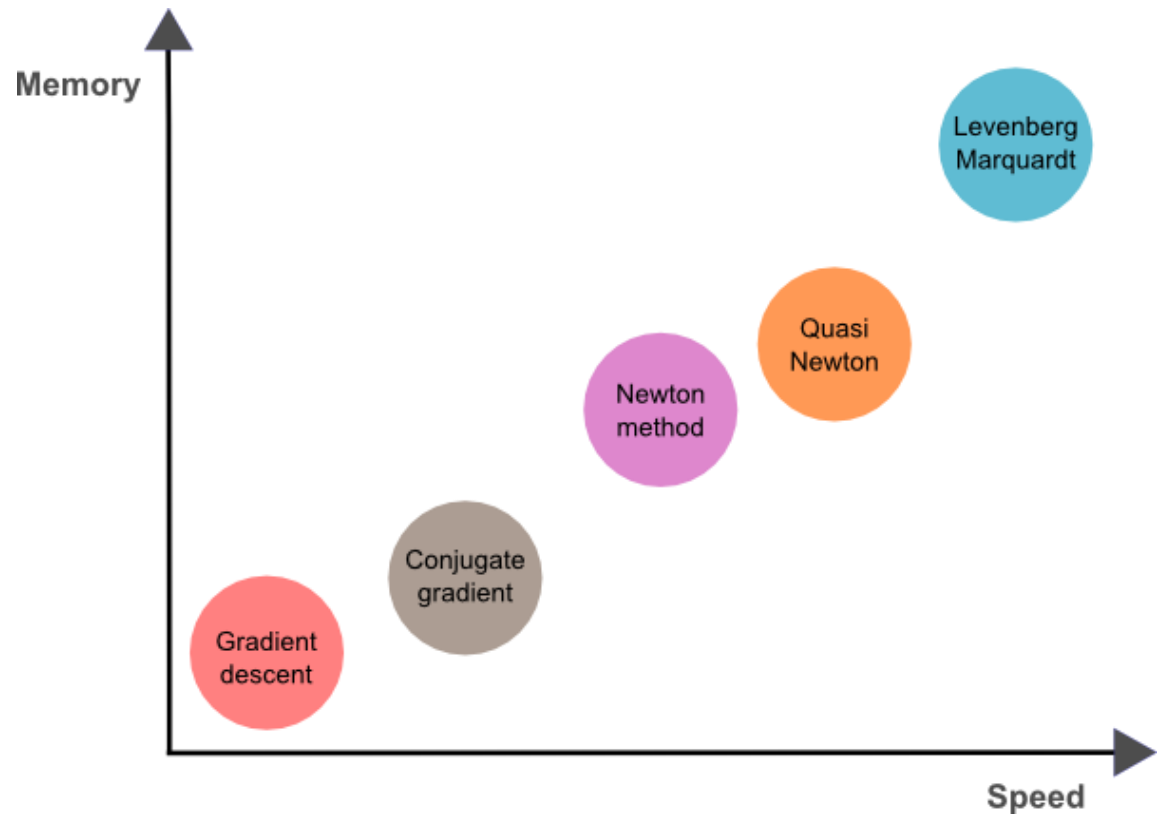 Memory
Levenberg
Marquardt
Quasi
Newton
Newton
method
Conjugate
gradient
Gradient
descent
Speed